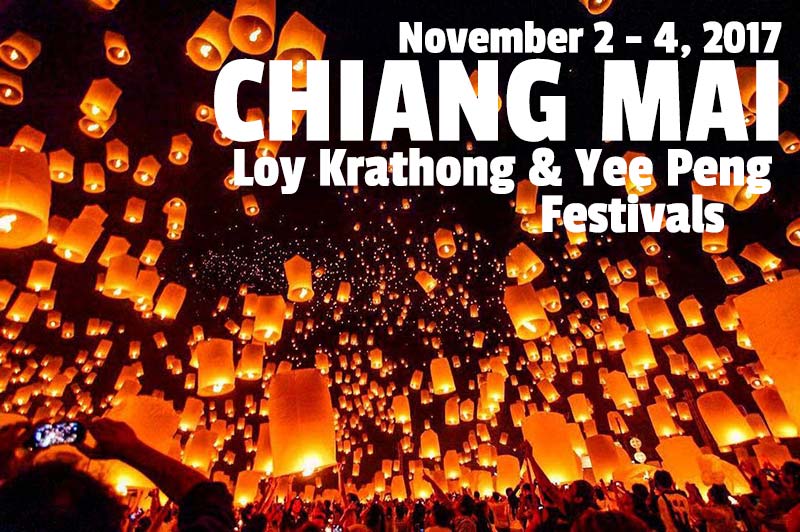 November 2 - 4, 2017
CHIANG MAI
Loy Krathong & Yee Peng
Festivals